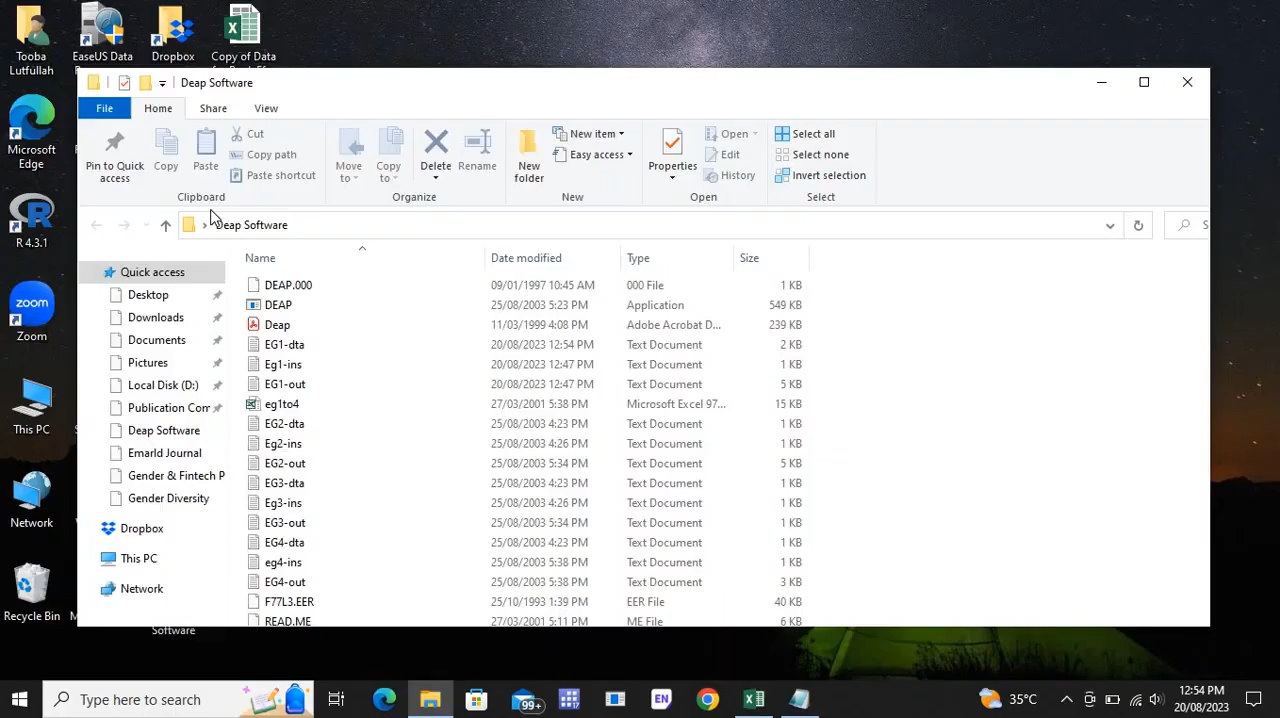 Tooba
Lutfullah
EaseUS Data
Dropbox
Copy of Data
Deap Software
File
Home
Share
View
Pin to Quick
access
Copy
Paste
Cut
Copy path
Paste shortcut
Clipboard
Move
to
Copy
to
Delete
Rename
Organize
New
folder
New item
Easy access
New
Properties
Open
Edit
History
Open
Select all
Select none
Invert selection
Select
Deap Software
S
Microsoft
Edge
R 4.3.1
Zoom
This PC
Network
Recycle Bin
Software
Quick access
Desktop
Downloads
Documents
Pictures
Local Disk (D:)
Publication Com
Deap Software
Emarld Journal
Gender & Fintech P
Gender Diversity
Dropbox
This PC
Network
Name Date modified Type Size
DEAP.000 09/01/1997 10:45 AM 000 File 1 KB
DEAP 25/08/2003 5:23 PM Application 549 KB
Deap 11/03/1999 4:08 PM Adobe Acrobat D... 239 KB
EG1-dta 20/08/2023 12:54 PM Text Document 2 KB
Eg1-ins 20/08/2023 12:47 PM Text Document 1 KB
EG1-out 20/08/2023 12:47 PM Text Document 5 KB
eg1to4 27/03/2001 5:38 PM Microsoft Excel 97... 15 KB
EG2-dta 25/08/2003 4:23 PM Text Document 1 KB
Eg2-ins 25/08/2003 4:26 PM Text Document 1 KB
EG2-out 25/08/2003 5:34 PM Text Document 5 KB
EG3-dta 25/08/2003 4:23 PM Text Document 1 KB
Eg3-ins 25/08/2003 4:26 PM Text Document 1 KB
EG3-out 25/08/2003 5:34 PM Text Document 1 KB
EG4-dta 25/08/2003 4:23 PM Text Document 1 KB
eg4-ins 25/08/2003 5:38 PM Text Document 1 KB
EG4-out 25/08/2003 5:38 PM Text Document 3 KB
F77L3.EER 25/10/1993 1:39 PM EER File 40 KB
READ.ME 27/03/2001 5:11 PM ME File 6 KB
Type here to search
99+
EN
35°C
12:54 PM
20/08/2023